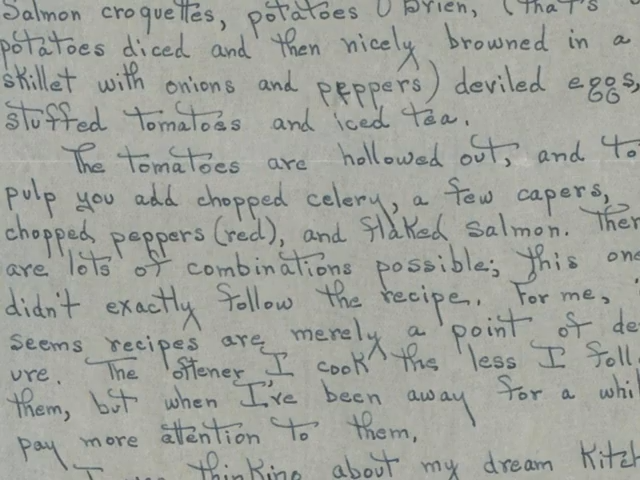 Salmon croquettes, potatoes O'Brien, (that's
potatoes diced and then nicely browned in a
skillet with onions and peppers) deviled eggs,
stuffed tomatoes and iced tea.
The tomatoes are hollowed out, and to
pulp you add chopped celery, a few capers,
chopped peppers (red), and flaked salmon. Ther
are lots of combinations possible; this one
didn't exactly follow the recipe. For me,
seems recipes are merely a point of de
ure. The oftener I cook the less I foll
them, but when I've been away for a whi
pay more attention to them.
thinking about my dream Kitch